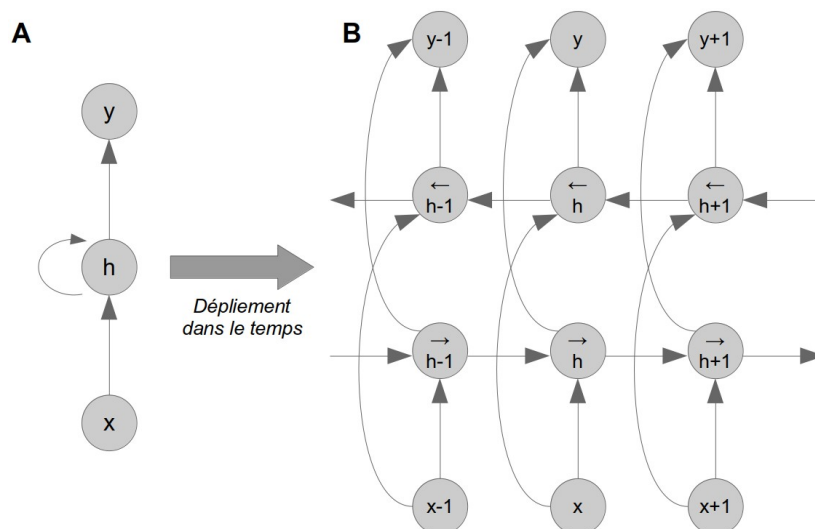 A
B
y
h
x
Dépliement
dans le temps
y-1
y
y+1
←
h-1
←
h
←
h+1
→
h-1
→
h
→
h+1
x-1
x
x+1